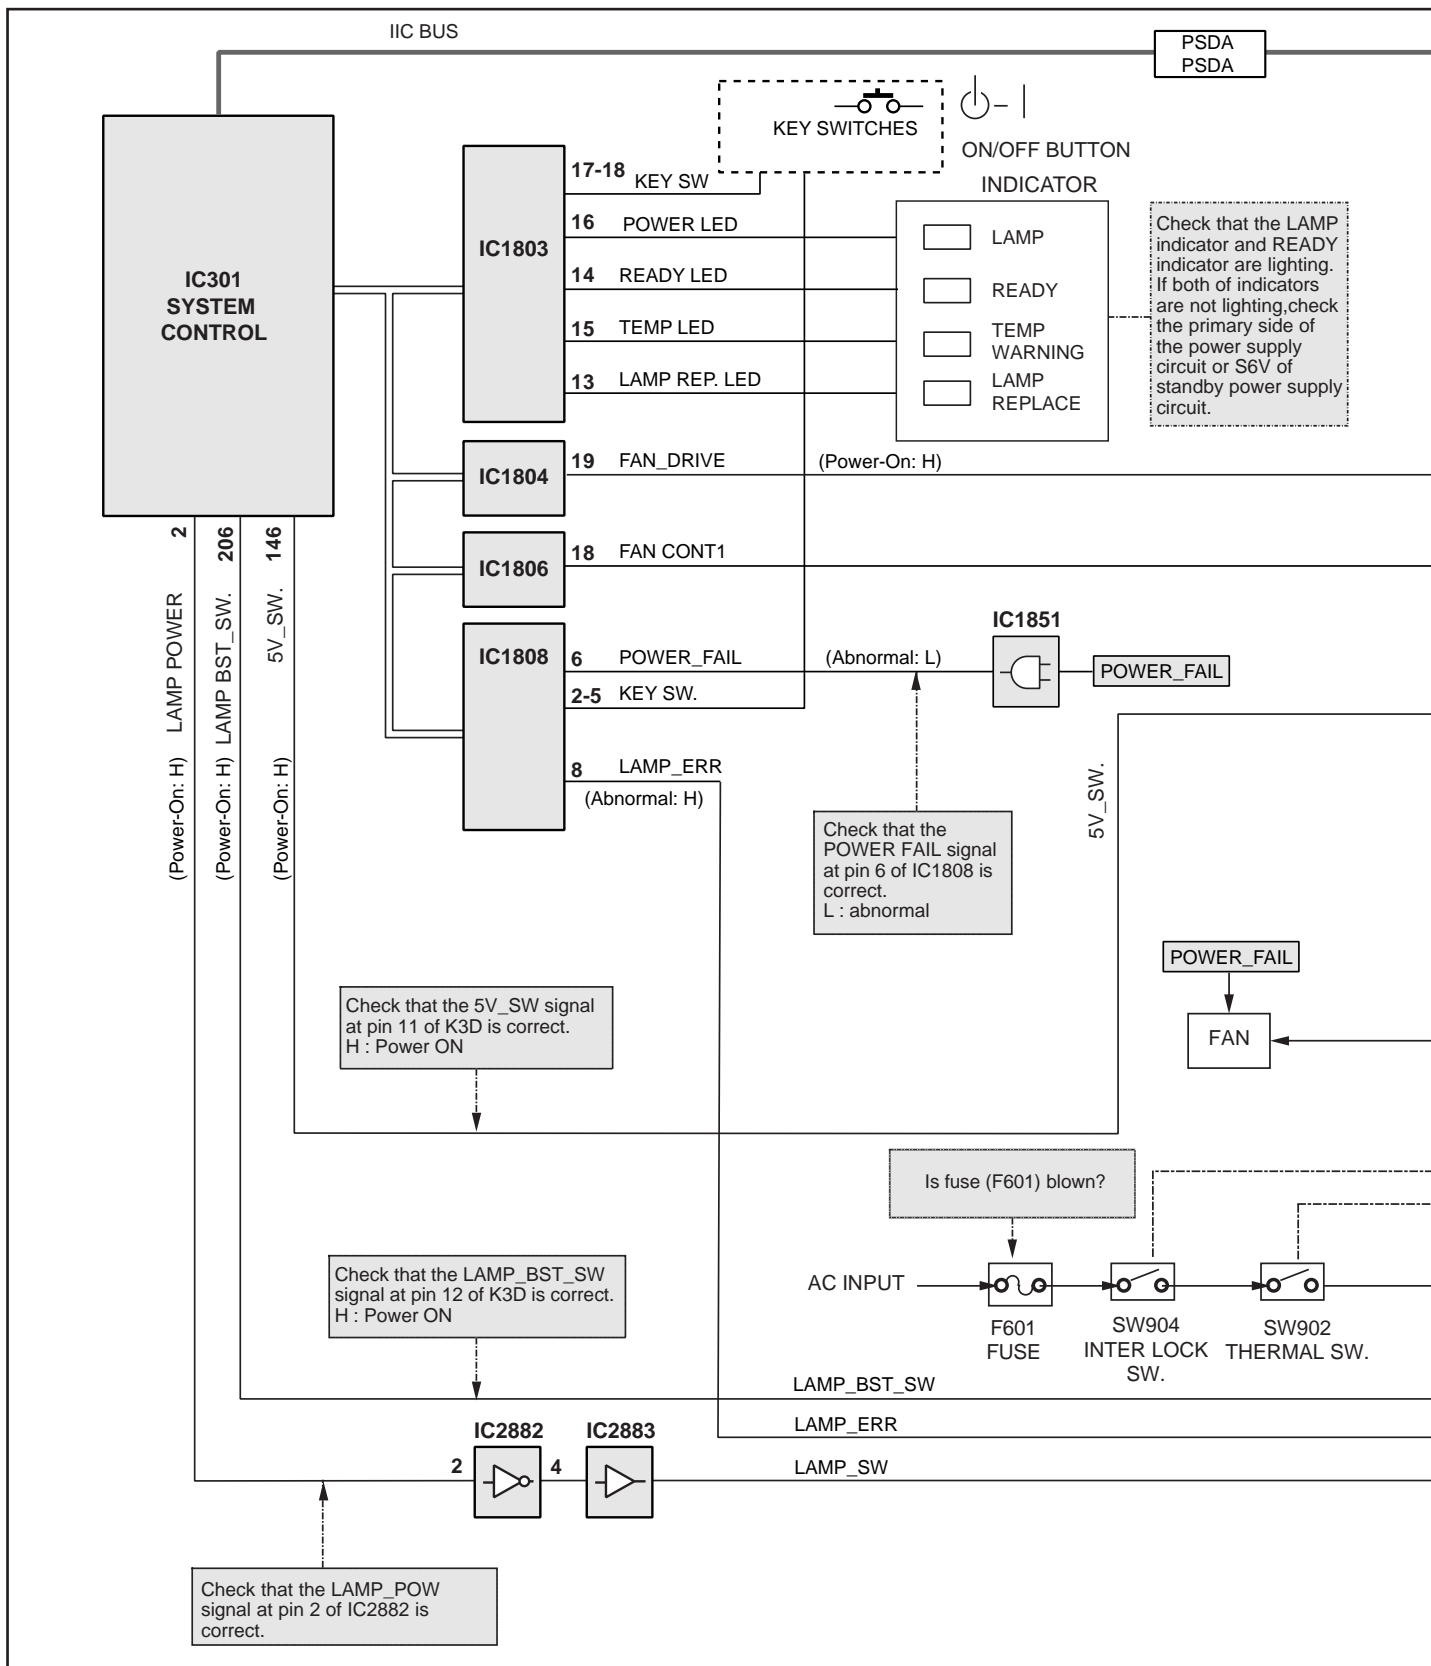 IIC BUS
PSDA
PSDA
KEY SWITCHES
ON/OFF BUTTON
INDICATOR
IC301
SYSTEM
CONTROL
IC1803
17-18 KEY SW
16 POWER LED
14 READY LED
15 TEMP LED
13 LAMP REP. LED
LAMP
READY
TEMP
WARNING
LAMP
REPLACE
Check that the LAMP
indicator and READY
indicator are lighting.
If both of indicators
are not lighting,check
the primary side of
the power supply
circuit or S6V of
standby power supply
circuit.
IC1804
19 FAN_DRIVE (Power-On: H)
IC1806
18 FAN CONT1
2
206
146
LAMP POWER
LAMP BST_SW.
5V_SW.
(Power-On: H)
(Power-On: H)
(Power-On: H)
IC1808
6 POWER_FAIL (Abnormal: L)
2-5 KEY SW.
8 LAMP_ERR
(Abnormal: H)
IC1851
POWER_FAIL
5V_SW.
Check that the
POWER FAIL signal
at pin 6 of IC1808 is
correct.
L : abnormal
POWER_FAIL
FAN
Check that the 5V_SW signal
at pin 11 of K3D is correct.
H : Power ON
Is fuse (F601) blown?
Check that the LAMP_BST_SW
signal at pin 12 of K3D is correct.
H : Power ON
AC INPUT
F601
FUSE
SW904
INTER LOCK
SW.
SW902
THERMAL SW.
LAMP_BST_SW
LAMP_ERR
IC2882
IC2883
2
4
LAMP_SW
Check that the LAMP_POW
signal at pin 2 of IC2882 is
correct.